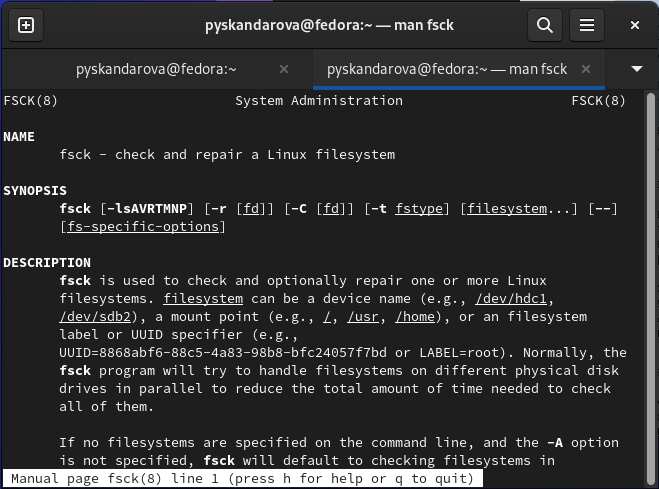 pyskandarova@fedora:~ — man fsck
pyskandarova@fedora:~
pyskandarova@fedora:~ — man fsck
FSCK(8) System Administration FSCK(8)
NAME
fsck - check and repair a Linux filesystem
SYNOPSIS
fsck [-lsAVRTMNP] [-r [fd]] [-C [fd]] [-t fstype] [filesystem...] [--]
[fs-specific-options]
DESCRIPTION
fsck is used to check and optionally repair one or more Linux
filesystems. filesystem can be a device name (e.g., /dev/hdc1,
/dev/sdb2), a mount point (e.g., /, /usr, /home), or an filesystem
label or UUID specifier (e.g.,
UUID=8868abf6-88c5-4a83-98b8-bfc24057f7bd or LABEL=root). Normally, the
fsck program will try to handle filesystems on different physical disk
drives in parallel to reduce the total amount of time needed to check
all of them.
If no filesystems are specified on the command line, and the -A option
is not specified, fsck will default to checking filesystems in
Manual page fsck(8) line 1 (press h for help or q to quit)